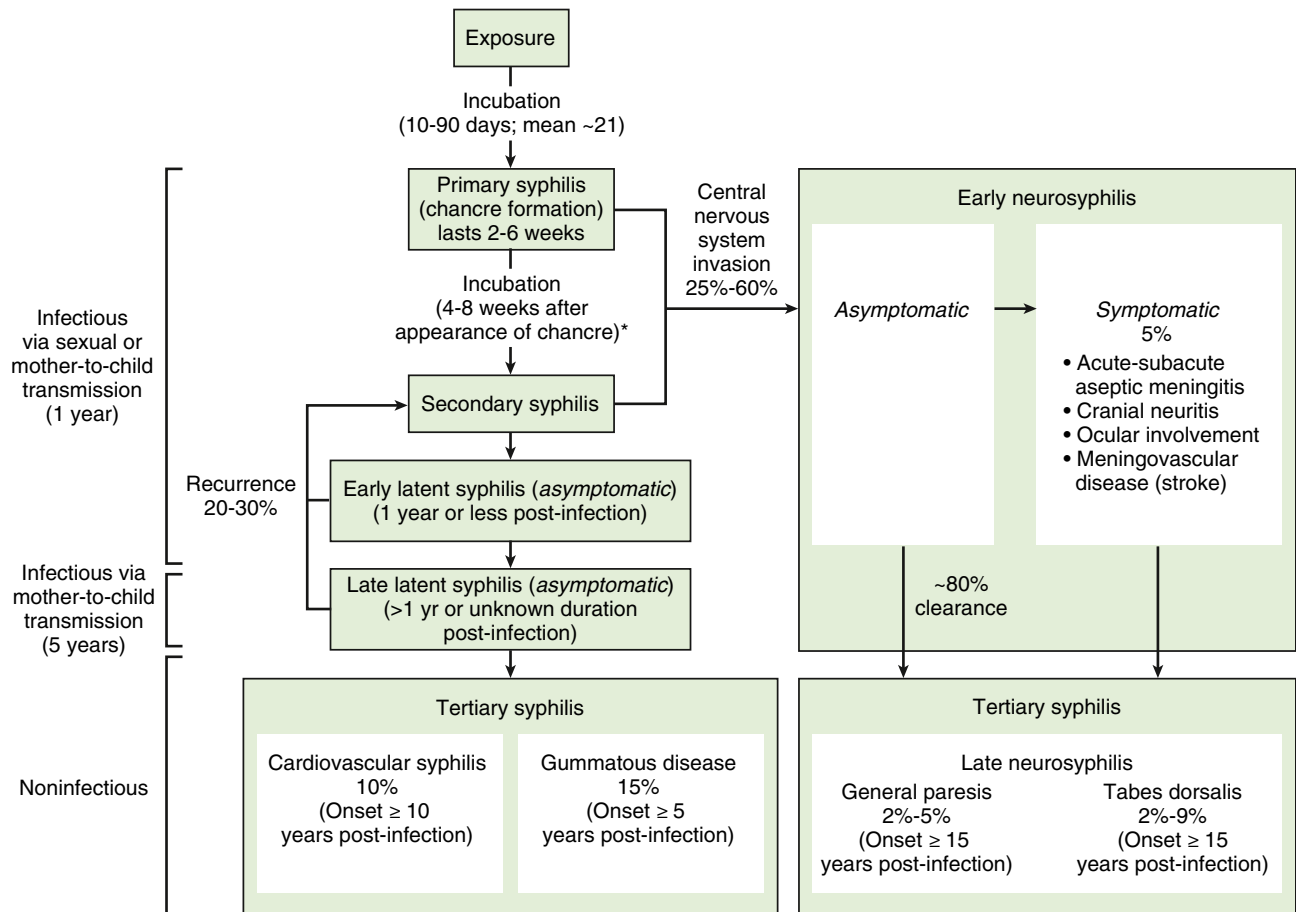 Exposure
Incubation
(10-90 days; mean ~21)
Primary syphilis
(chancre formation)
lasts 2-6 weeks
Incubation
(4-8 weeks after
appearance of chancre)*
Secondary syphilis
Early latent syphilis (asymptomatic)
(1 year or less post-infection)
Late latent syphilis (asymptomatic)
(>1 yr or unknown duration
post-infection)
Recurrence
20-30%
Infectious
via sexual or
mother-to-child
transmission
(1 year)
Infectious via
mother-to-child
transmission
(5 years)
Noninfectious
Central
nervous
system
invasion
25%-60%
Early neurosyphilis
Asymptomatic
Symptomatic
5%
• Acute-subacute
aseptic meningitis
• Cranial neuritis
• Ocular involvement
• Meningovascular
disease (stroke)
~80%
clearance
Tertiary syphilis
Cardiovascular syphilis
10%
(Onset ≥ 10
years post-infection)
Gummatous disease
15%
(Onset ≥ 5
years post-infection)
Tertiary syphilis
Late neurosyphilis
General paresis
2%-5%
(Onset ≥ 15
years post-infection)
Tabes dorsalis
2%-9%
(Onset ≥ 15
years post-infection)